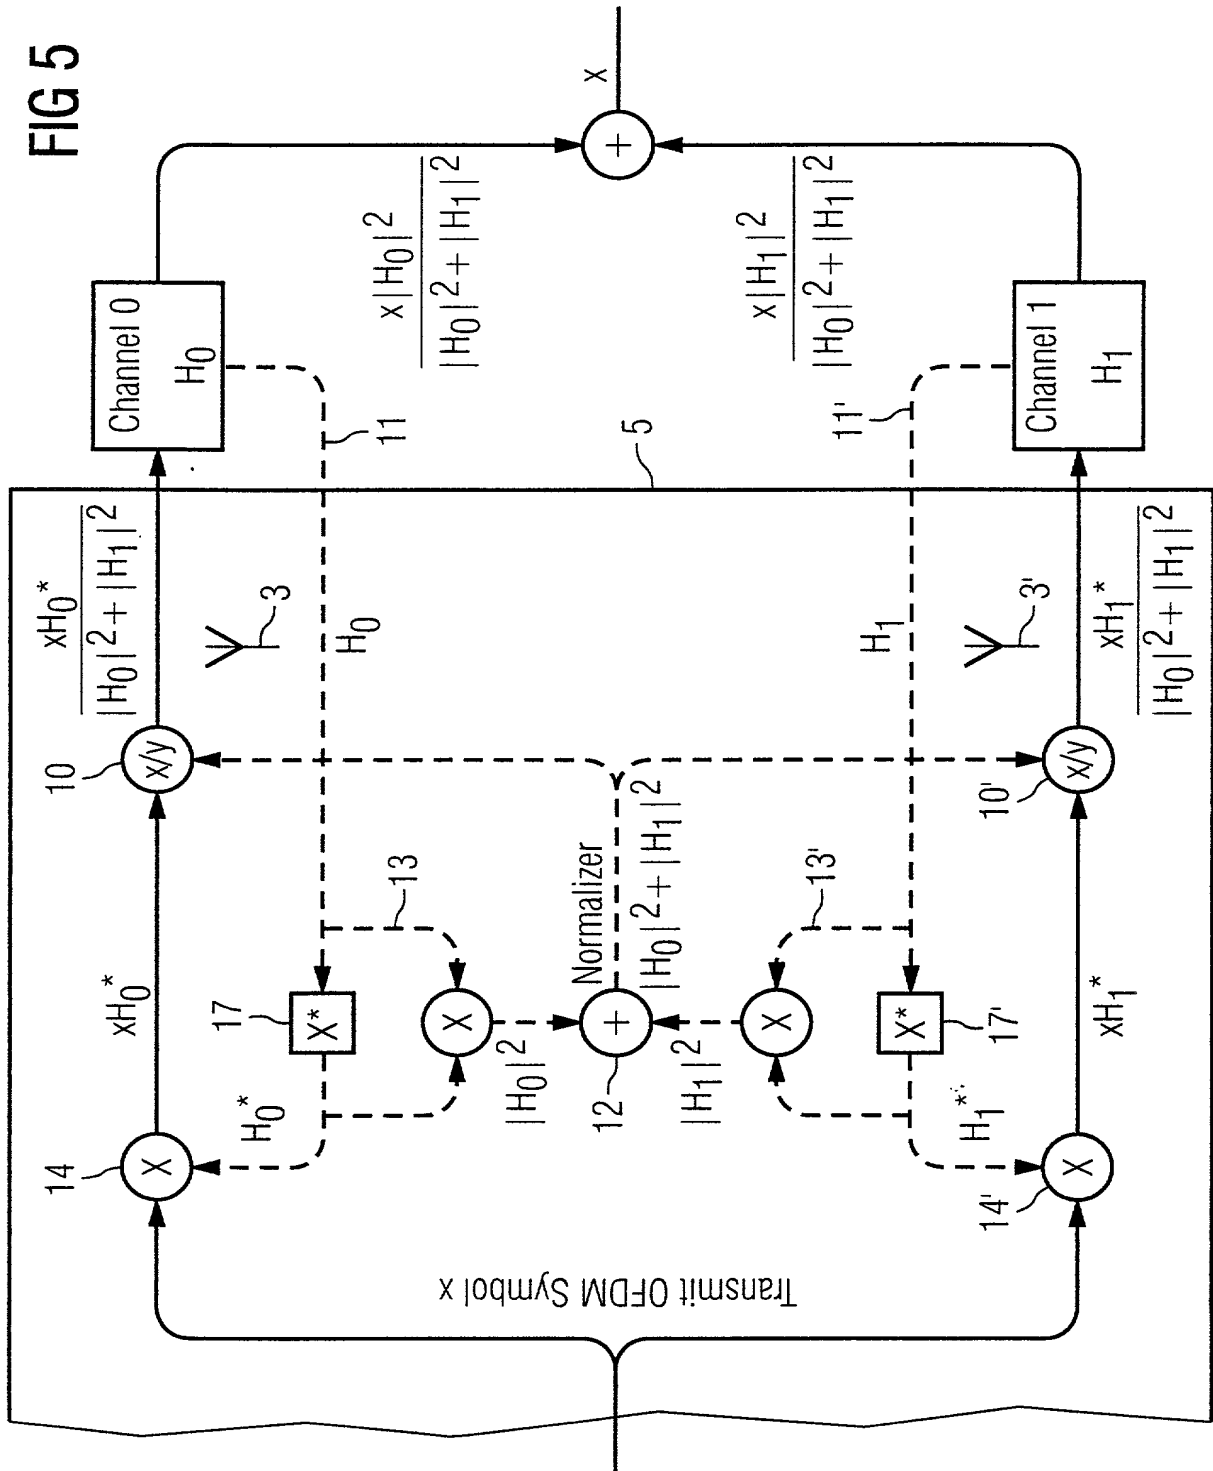 FIG 5
Transmit OFDM Symbol x
14
X
xH₀*
10
x/y
xH₀*
|H₀|²+|H₁|²
Channel 0
H₀
x|H₀|²
|H₀|²+|H₁|²
H₀*
17
X*
13
X
|H₀|²
H₀
3
11
12
+
Normalizer
|H₀|²+|H₁|²
5
+
x
|H₁|²
X
13'
H₁
3'
11'
X*
17'
H₁*
14'
X
xH₁*
10'
x/y
xH₁*
|H₀|²+|H₁|²
Channel 1
H₁
x|H₁|²
|H₀|²+|H₁|²